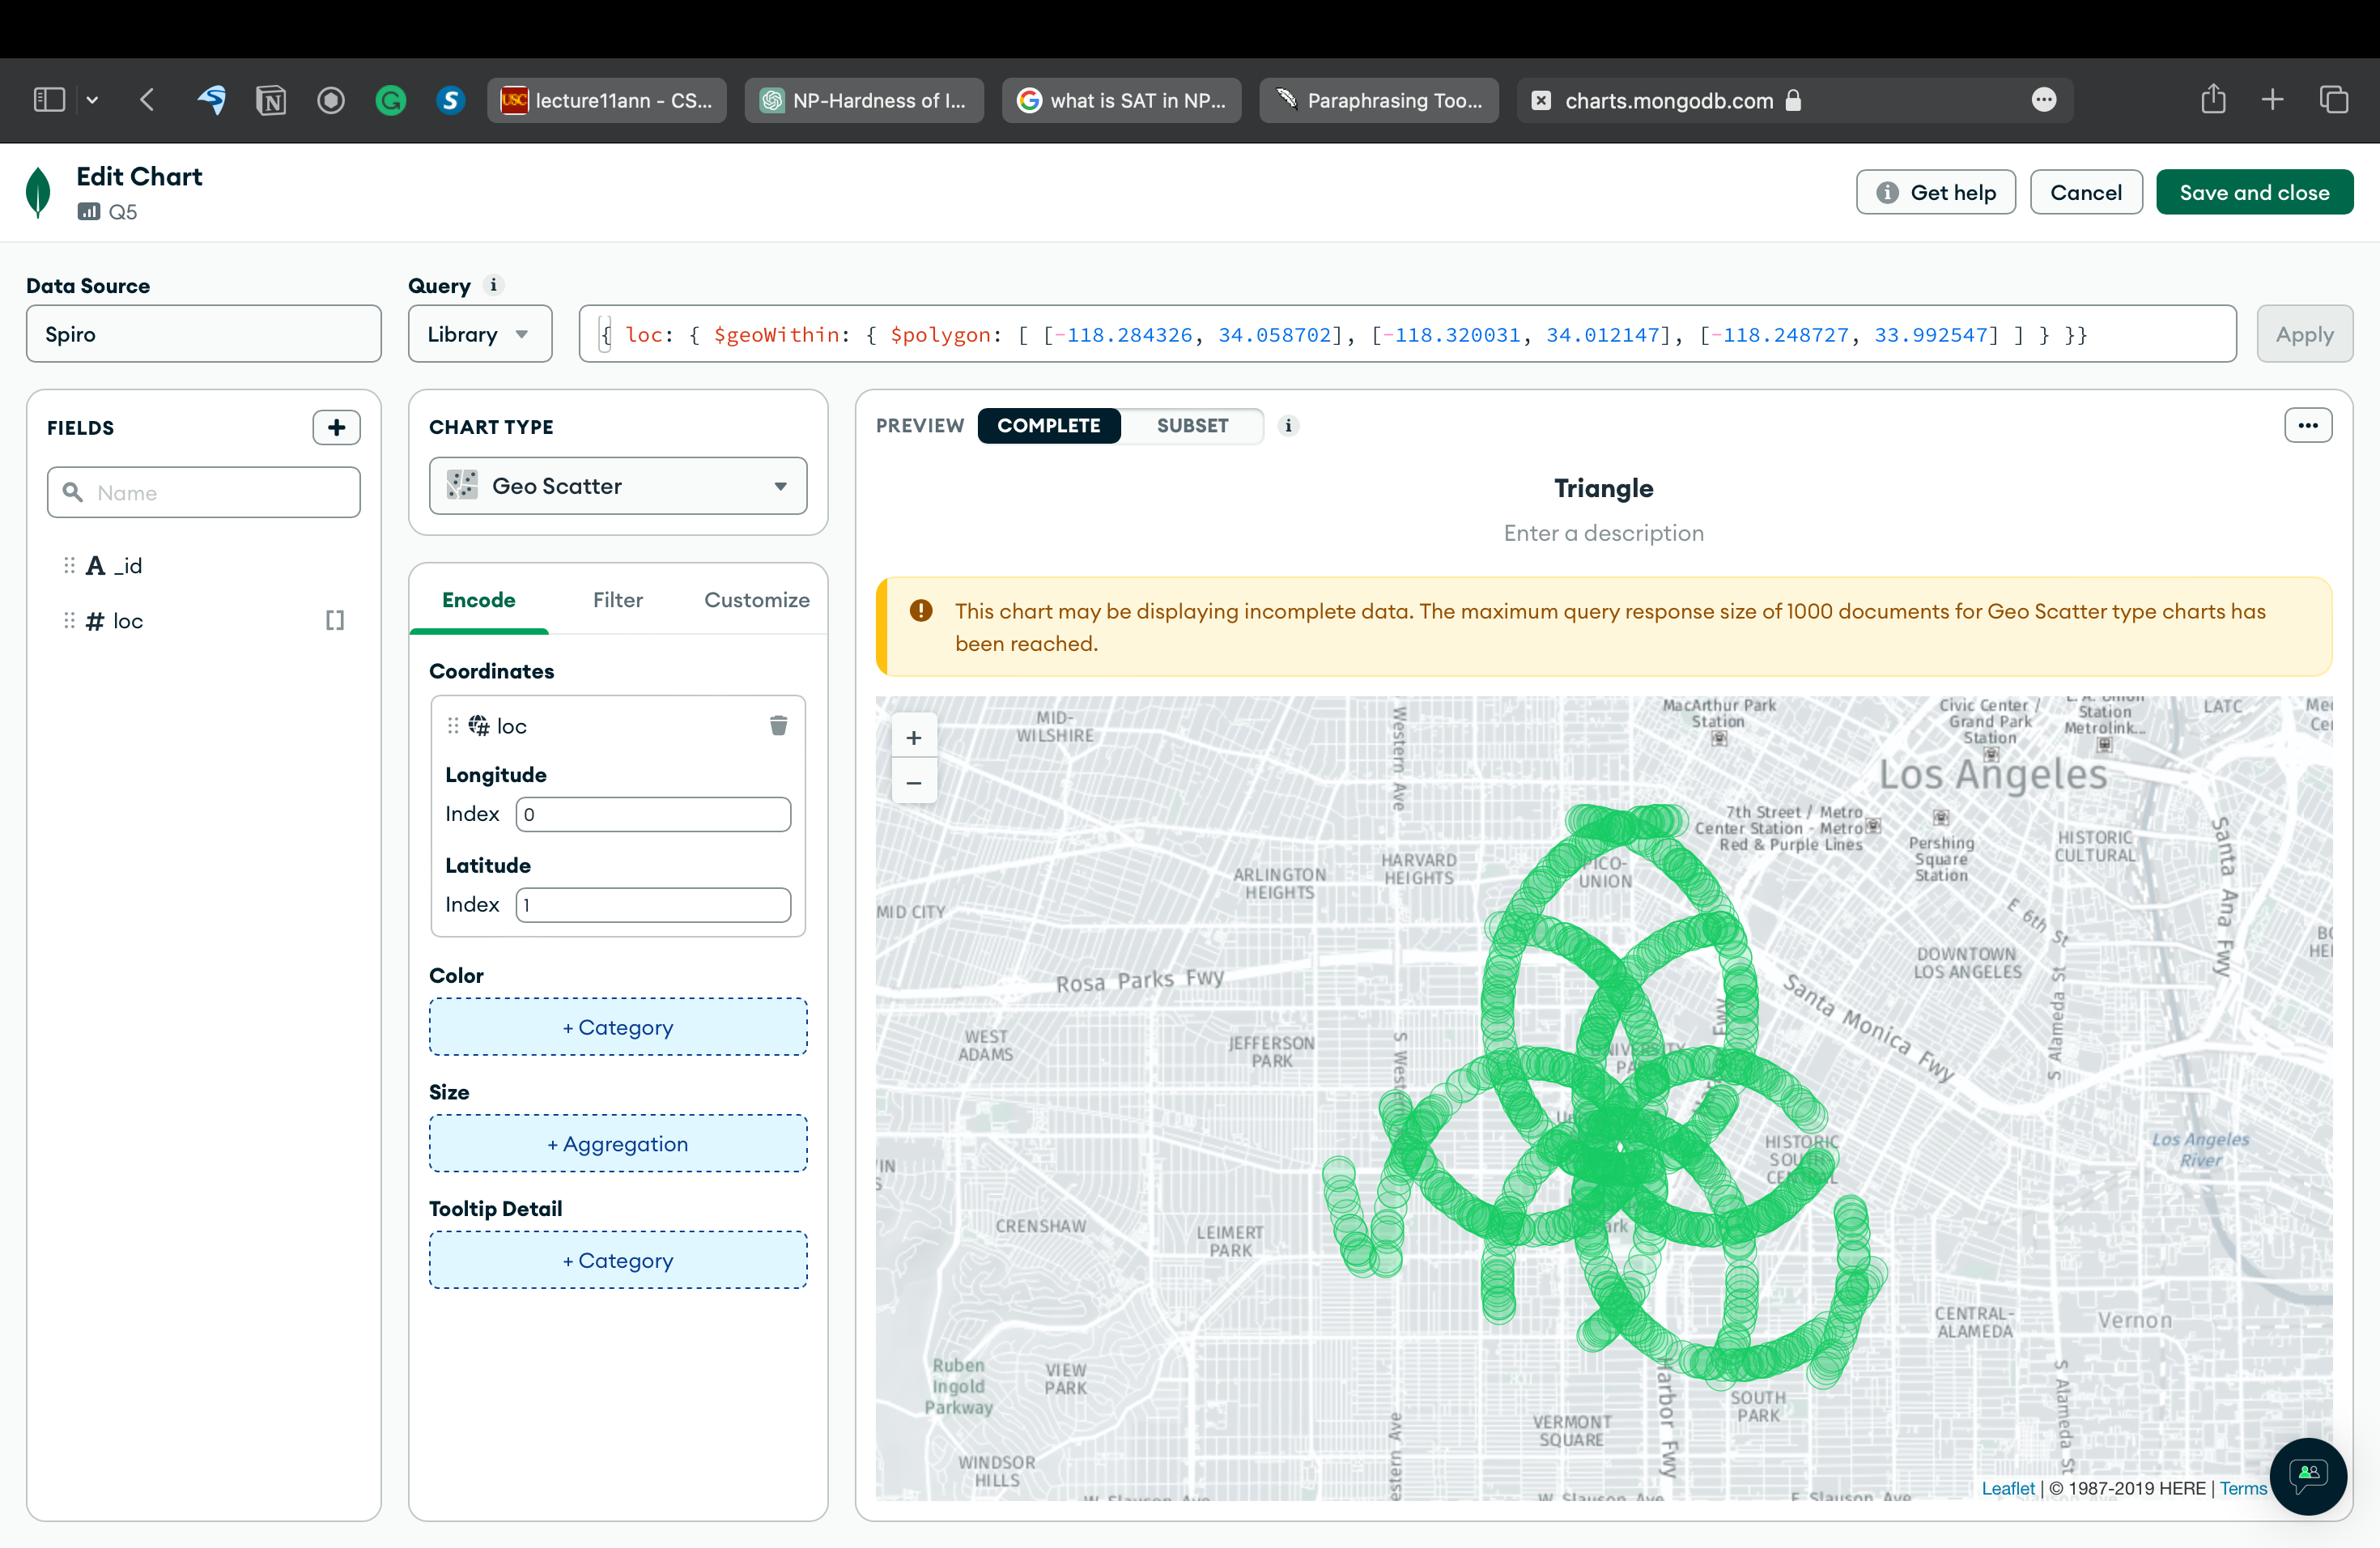 lecture11ann - CS...
NP-Hardness of I...
what is SAT in NP...
Paraphrasing Too...
charts.mongodb.com
Edit Chart
Q5
Get help
Cancel
Save and close
Data Source
Query
Spiro
Library
{ loc: { $geoWithin: { $polygon: [ [-118.284326, 34.058702], [-118.320031, 34.012147], [-118.248727, 33.992547] ] } }}
Apply
FIELDS
Name
A _id
# loc []
CHART TYPE
Geo Scatter
Encode Filter Customize
Coordinates
loc
Longitude
Index 0
Latitude
Index 1
Color
+ Category
Size
+ Aggregation
Tooltip Detail
+ Category
PREVIEW COMPLETE SUBSET
Triangle
Enter a description
This chart may be displaying incomplete data. The maximum query response size of 1000 documents for Geo Scatter type charts has
been reached.
+
−
MID-
WILSHIRE
Western Ave
MacArthur Park
Station
Civic Center /
Grand Park
Station
Station
Metrolink...
LATC
Los Angeles
7th Street / Metro
Center Station - Metro
Red & Purple Lines
Pershing
Square
Station
HISTORIC
CULTURAL
Santa Ana Fwy
HARVARD
HEIGHTS
PICO-
UNION
ARLINGTON
HEIGHTS
MID CITY
E 6th St
DOWNTOWN
LOS ANGELES
Rosa Parks Fwy
Santa Monica Fwy
S Alameda St
WEST
ADAMS
JEFFERSON
PARK
HISTORIC
Los Angeles
River
CRENSHAW
LEIMERT
PARK
CENTRAL-
ALAMEDA
Vernon
Ruben
Ingold
Parkway
VIEW
PARK
Harbor Fwy
SOUTH
PARK
VERMONT
SQUARE
S Alameda St
WINDSOR
HILLS
Leaflet | © 1987-2019 HERE | Terms